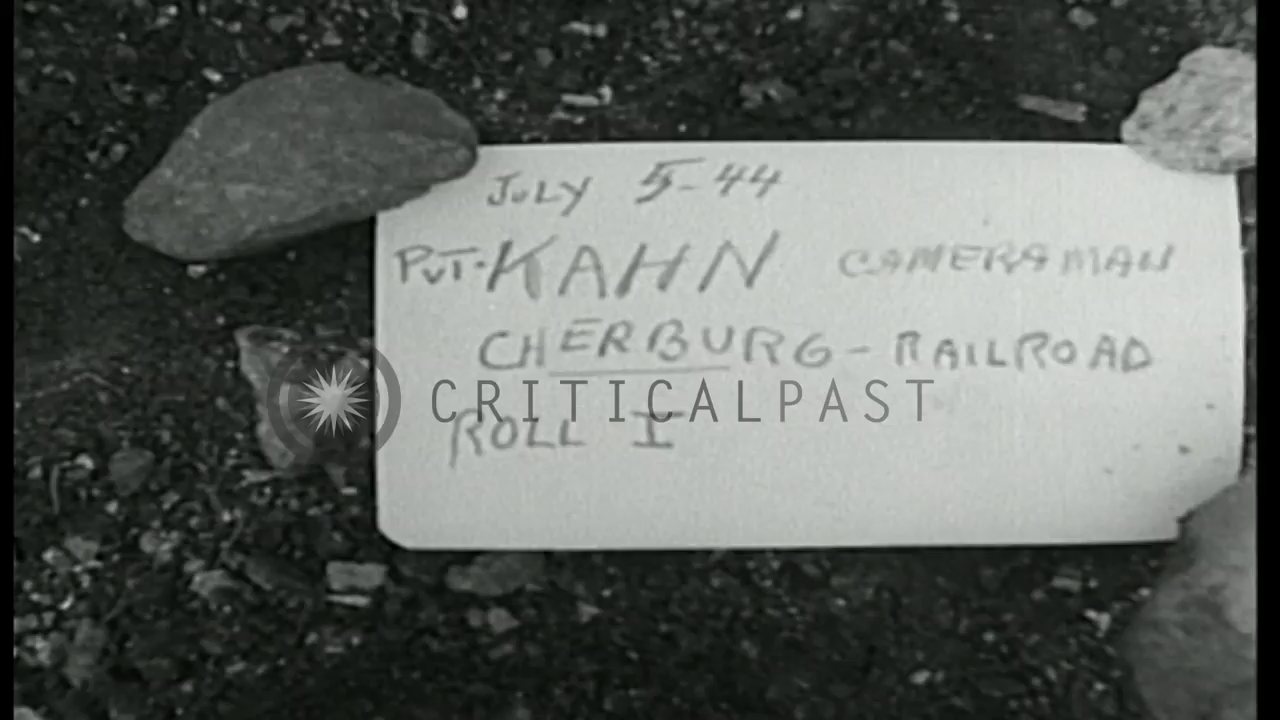 JULY 5-44
PVT. KAHN CAMERAMAN
CHERBURG - RAILROAD
CRITICALPAST
ROLL I